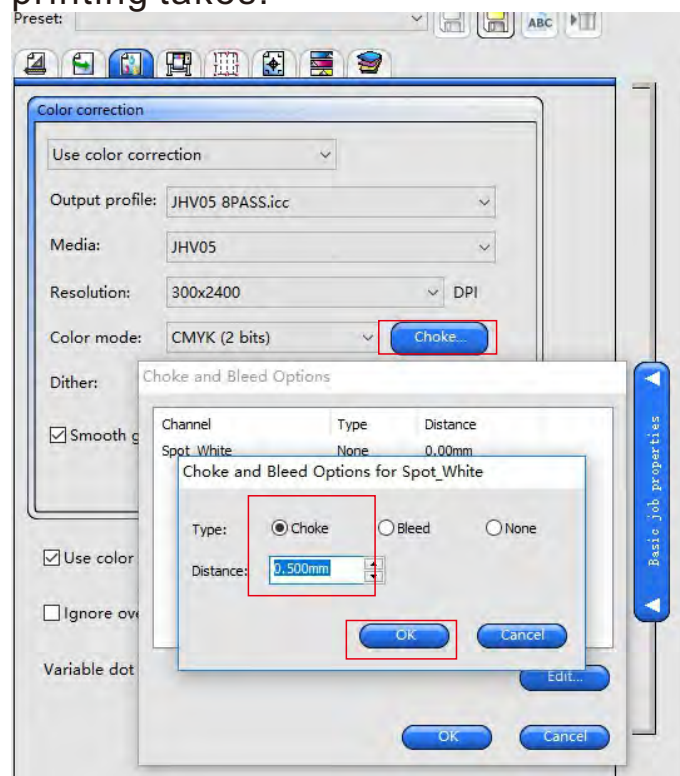 printing takes.
Preset:
ABC
Color correction
Use color correction
Output profile: JHV05 8PASS.icc
Media: JHV05
Resolution: 300x2400 DPI
Color mode: CMYK (2 bits) Choke...
Dither:
Choke and Bleed Options
Smooth g
Channel Type Distance
Spot_White None 0.00mm
Choke and Bleed Options for Spot_White
Type: Choke Bleed None
Distance: 0.500mm
OK Cancel
Use color
Ignore ove
Variable dot
Edit...
OK Cancel
Basic job properties